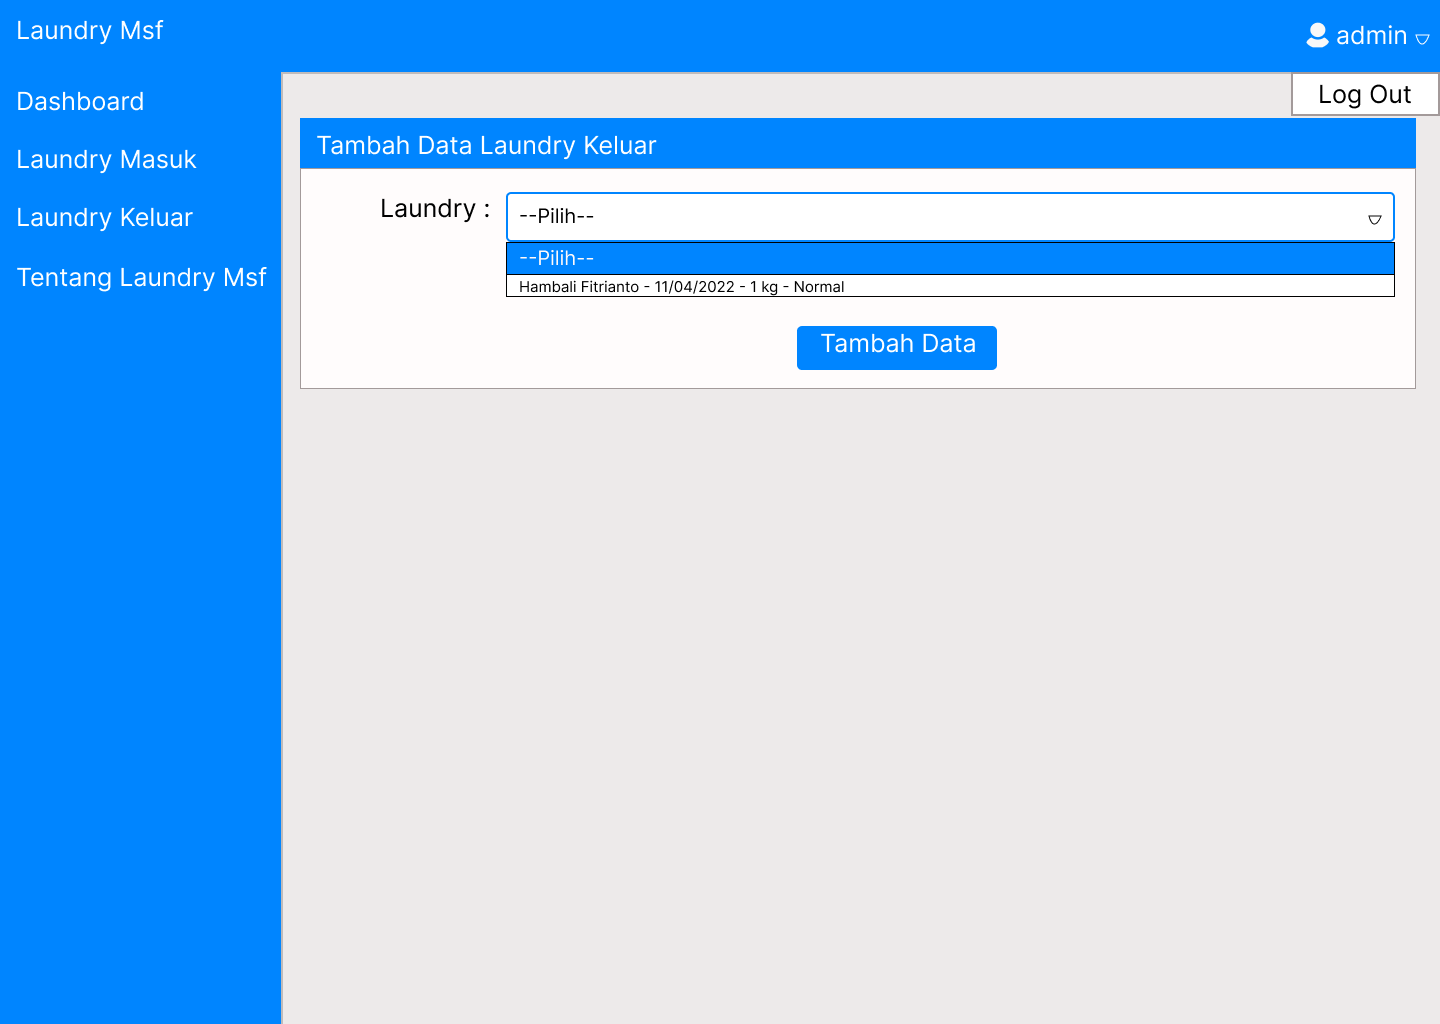 Laundry Msf
admin
Log Out
Dashboard
Laundry Masuk
Laundry Keluar
Tentang Laundry Msf
Tambah Data Laundry Keluar
Laundry :
--Pilih--
--Pilih--
Hambali Fitrianto - 11/04/2022 - 1 kg - Normal
Tambah Data